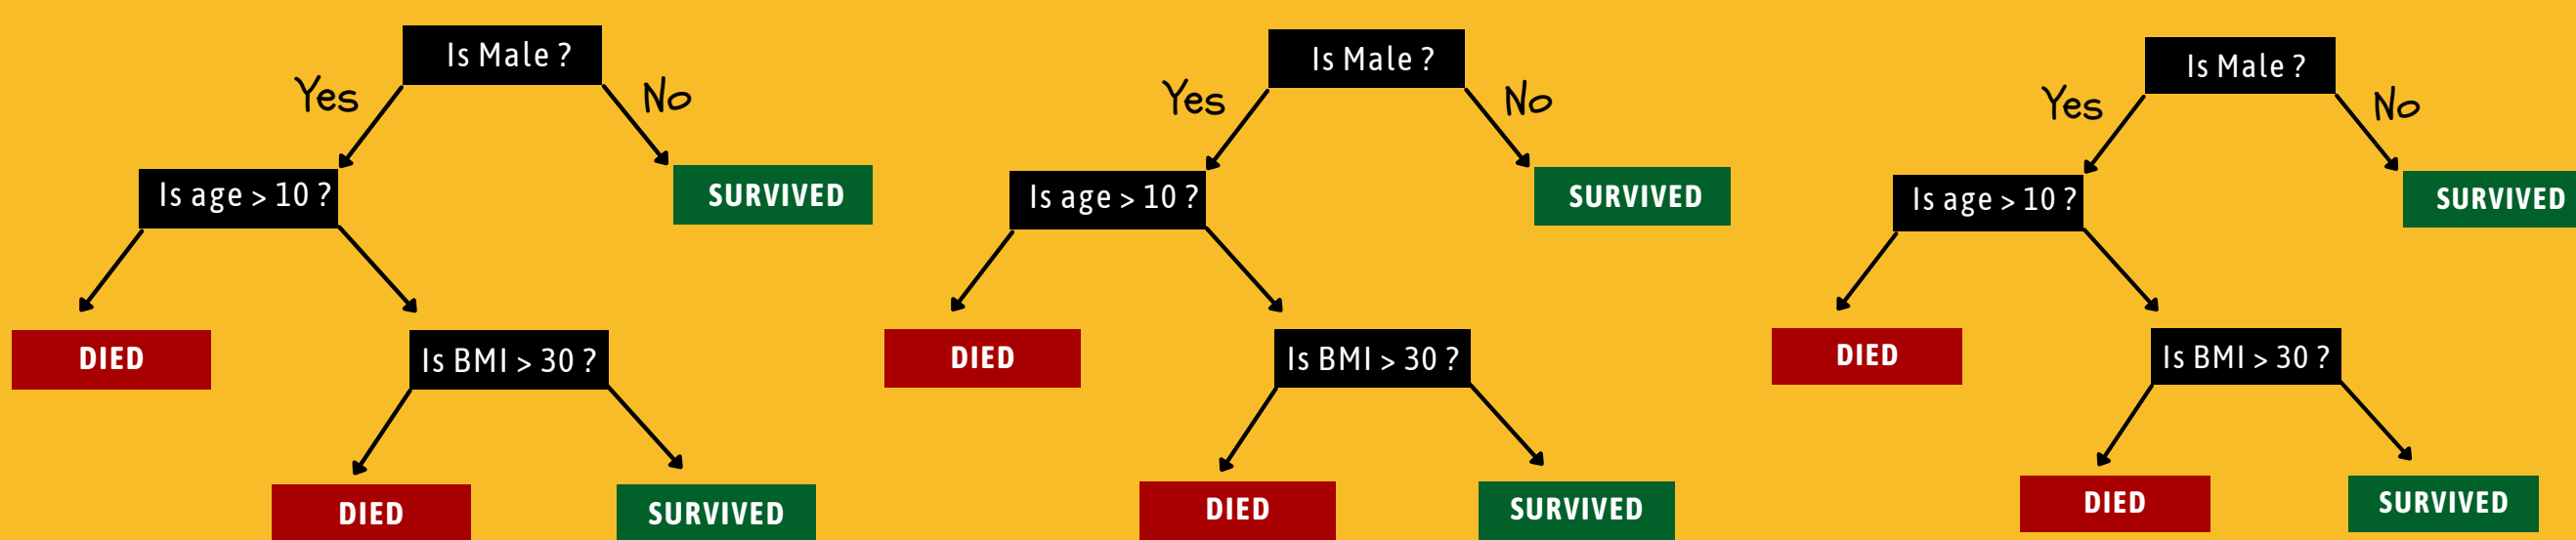 Is Male ?
Yes
No
Is age > 10 ?
SURVIVED
DIED
Is BMI > 30 ?
DIED
SURVIVED
Is Male ?
Yes
No
Is age > 10 ?
SURVIVED
DIED
Is BMI > 30 ?
DIED
SURVIVED
Is Male ?
Yes
No
Is age > 10 ?
SURVIVED
DIED
Is BMI > 30 ?
DIED
SURVIVED